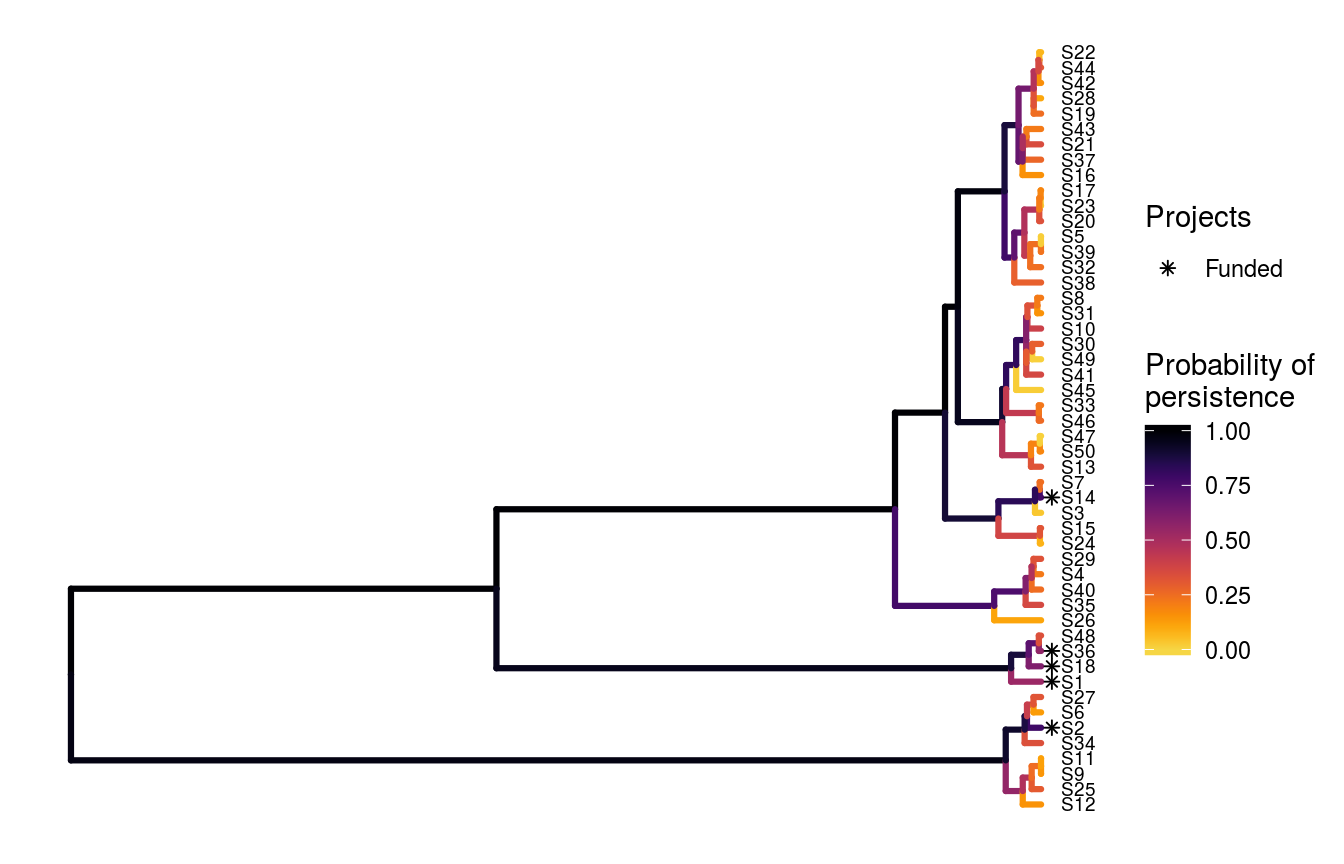 S22
S44
S42
S28
S19
S43
S21
S37
S16
S17
S23
S20
S5
S39
S32
S38
S8
S31
S10
S30
S49
S41
S45
S33
S46
S47
S50
S13
S7
S14
S3
S15
S24
S29
S4
S40
S35
S26
S48
S36
S18
S1
S27
S6
S2
S34
S11
S9
S25
S12
Projects
Funded
Probability of
persistence
1.00
0.75
0.50
0.25
0.00